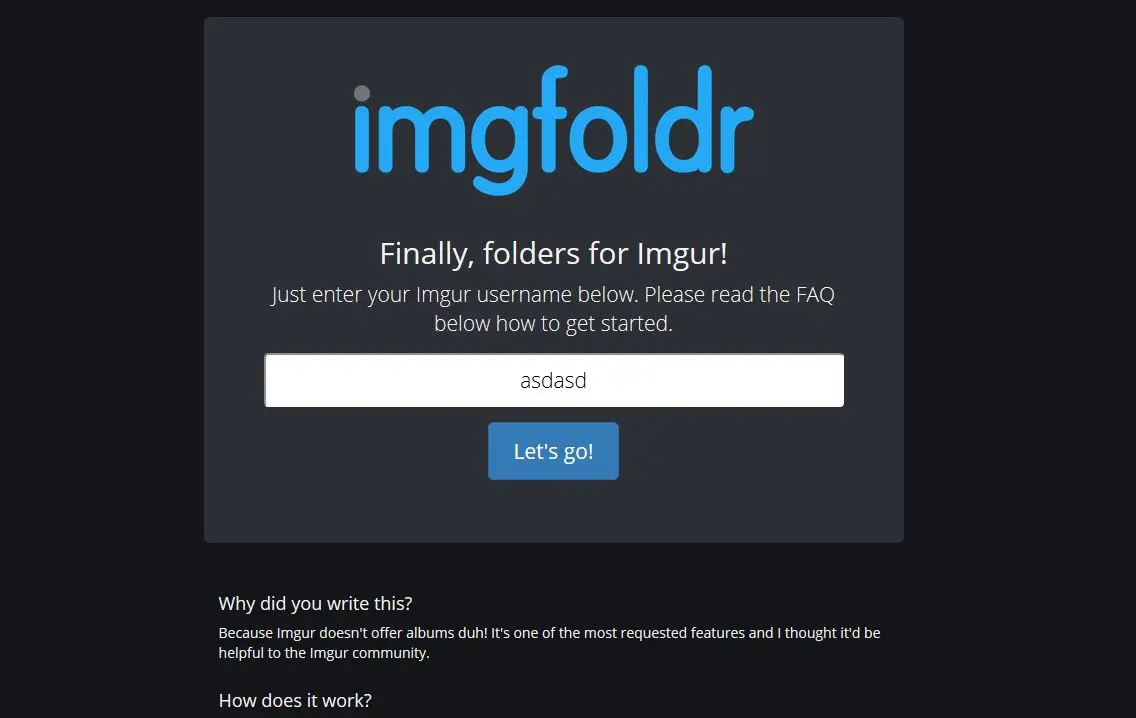 imgfoldr
Finally, folders for Imgur!
Just enter your Imgur username below. Please read the FAQ
below how to get started.
asdasd
Let's go!
Why did you write this?
Because Imgur doesn't offer albums duh! It's one of the most requested features and I thought it'd be
helpful to the Imgur community.
How does it work?